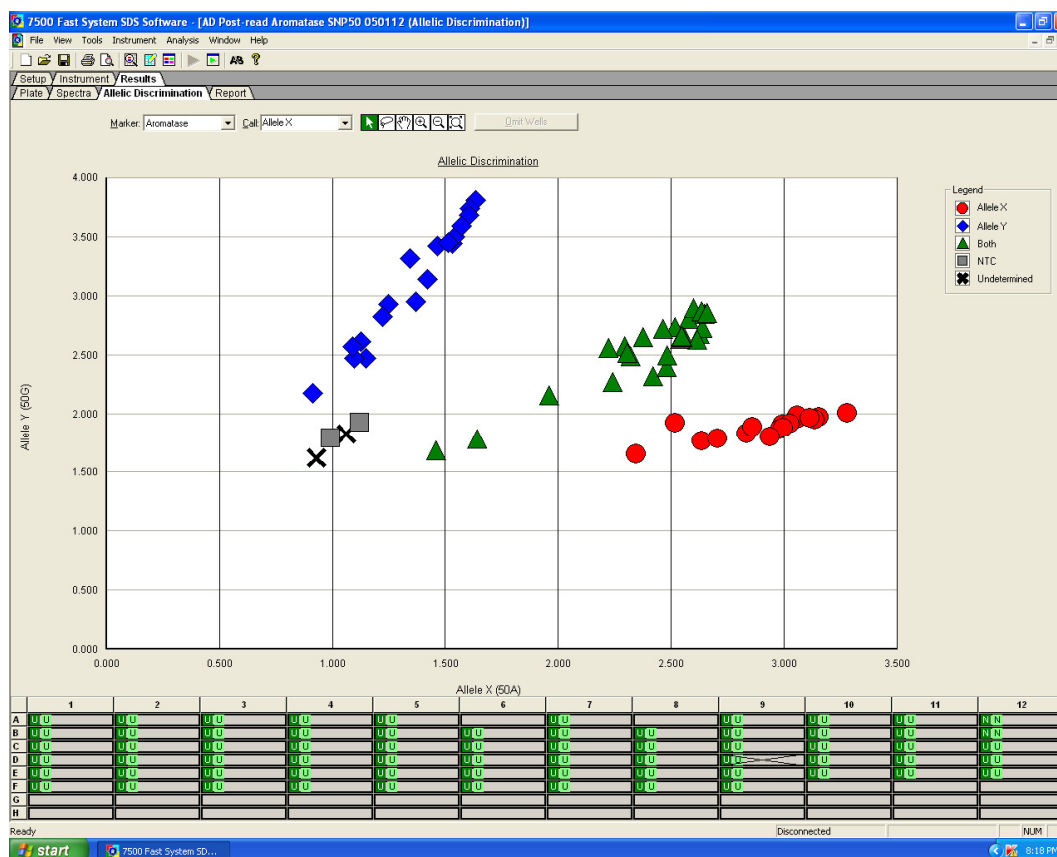 7500 Fast System SDS Software - [AD Post-read Aromatase SNP50 050112 (Allelic Discrimination)]
File View Tools Instrument Analysis Window Help
Setup Instrument Results
Plate Spectra Allelic Discrimination Report
Marker: Aromatase Call: Allele X Omit Wells
Allelic Discrimination
Legend
Allele X
Allele Y
Both
NTC
Undetermined
4.000
3.500
3.000
2.500
2.000
1.500
1.000
0.500
0.000
Allele Y (50G)
0.000 0.500 1.000 1.500 2.000 2.500 3.000 3.500
Allele X (50A)
1 2 3 4 5 6 7 8 9 10 11 12
A U U U U U U U U U U U U U U U U U U N N
B U U U U U U U U U U U U U U U U U U U U U U N N
C U U U U U U U U U U U U U U U U U U U U U U U U
D U U U U U U U U U U U U U U U U U U U U U U U U
E U U U U U U U U U U U U U U U U U U U U U U U U
F U U U U U U U U U U U U U U U U U U
G
H
Ready Disconnected NUM
start 7500 Fast System SD... 8:18 PM